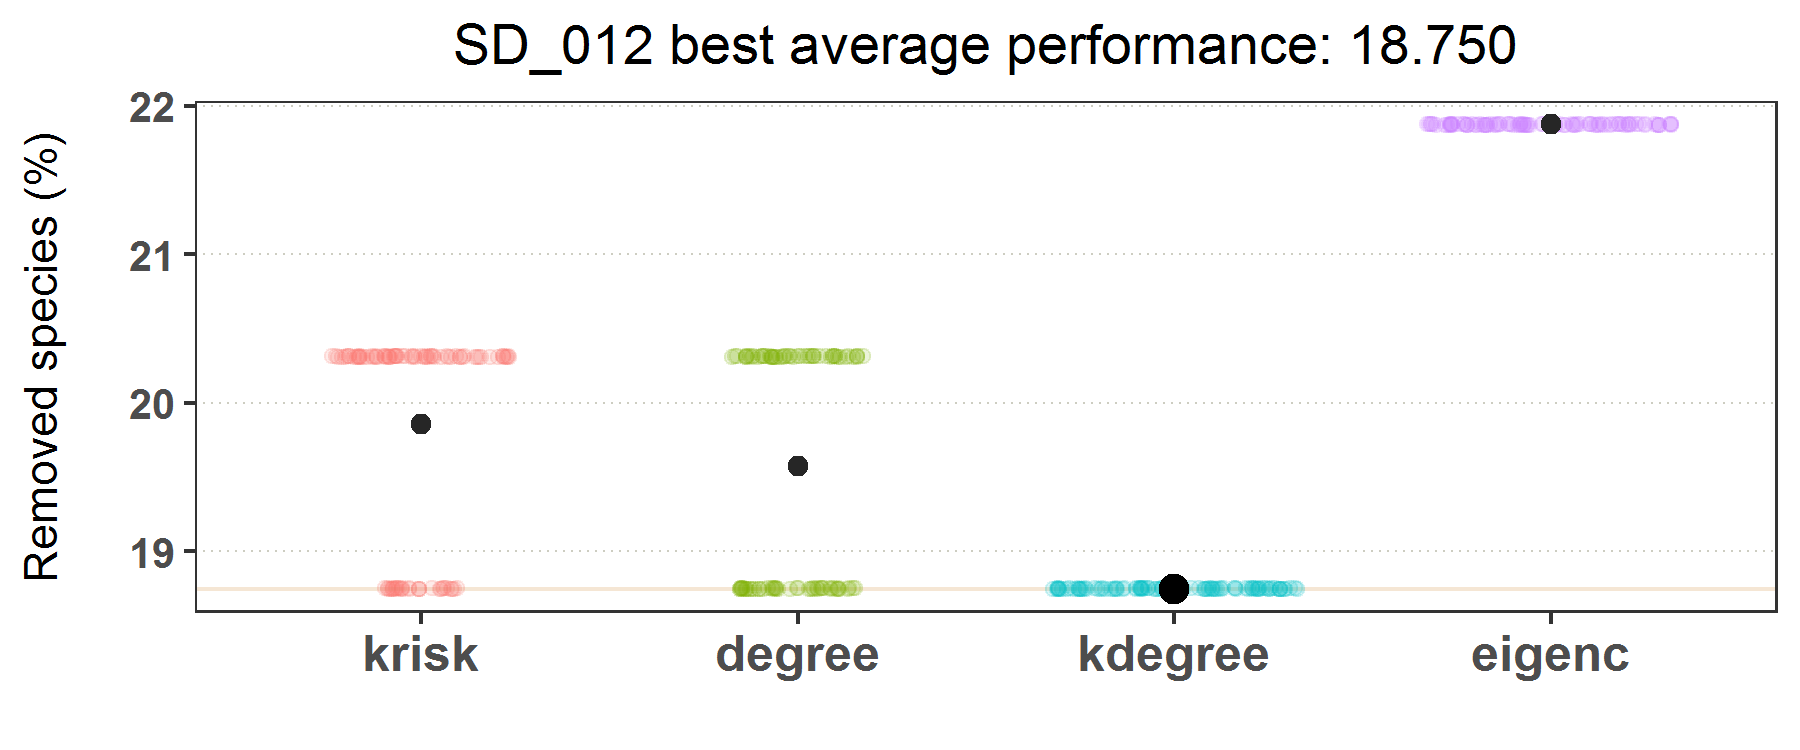 SD_012 best average performance: 18.750
Removed species (%)
22
21
20
19
krisk degree kdegree eigenc